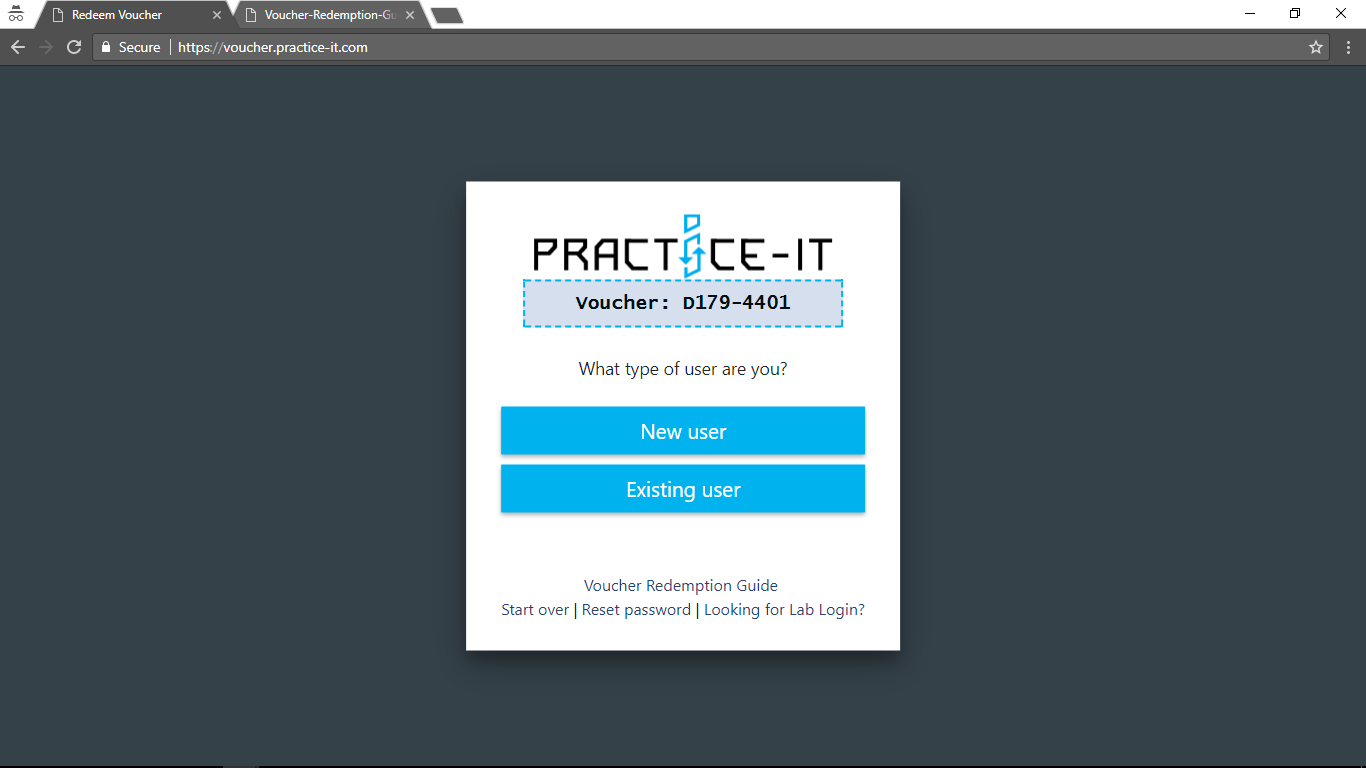 Redeem Voucher
Voucher-Redemption-Gu
Secure
https://voucher.practice-it.com
PRACTICE-IT
Voucher: D179-4401
What type of user are you?
New user
Existing user
Voucher Redemption Guide
Start over | Reset password | Looking for Lab Login?